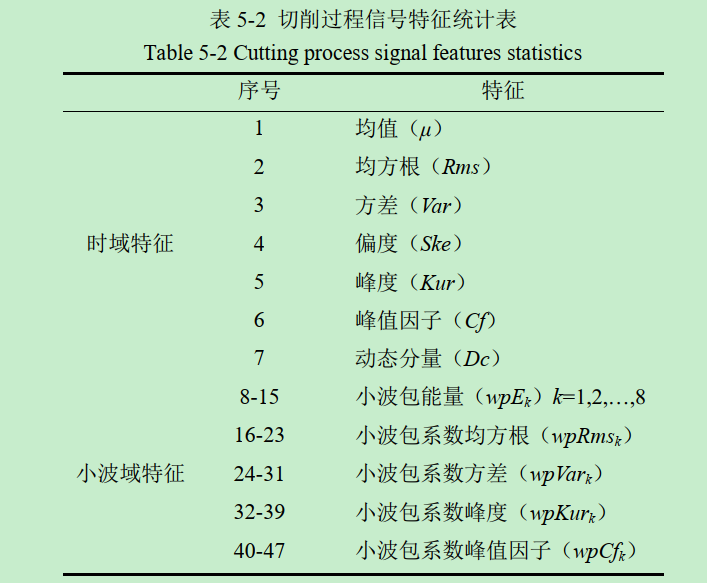 表 5-2 切削过程信号特征统计表
Table 5-2 Cutting process signal features statistics
序号 特征
1 均值（μ）
2 均方根（Rms）
3 方差（Var）
时域特征 4 偏度（Ske）
5 峰度（Kur）
6 峰值因子（Cf）
7 动态分量（Dc）
8-15 小波包能量（wpEk）k=1,2,…,8
16-23 小波包系数均方根（wpRmsk）
小波域特征 24-31 小波包系数方差（wpVark）
32-39 小波包系数峰度（wpKurk）
40-47 小波包系数峰值因子（wpCfk）